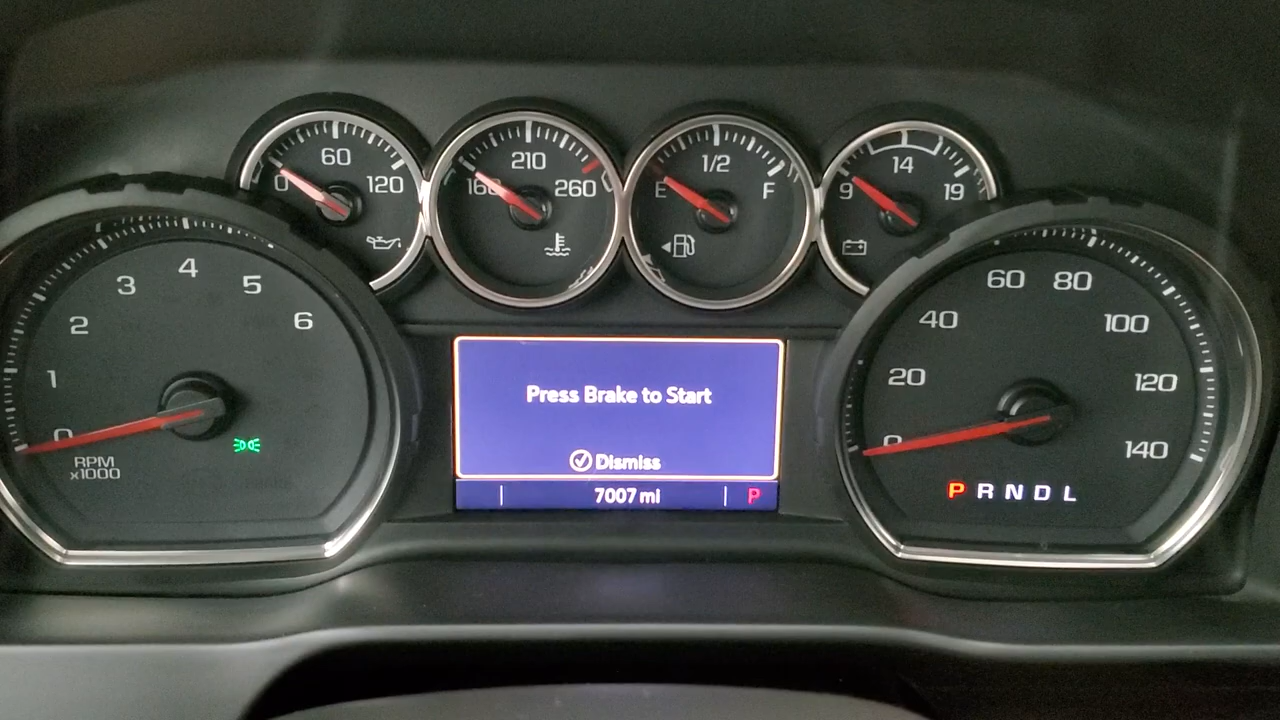 60
0 120
210
160 260
1/2
E F
14
9 19
4
3 5
2 6
1
0
RPM
x1000
Press Brake to Start
Dismiss
7007 mi P
60 80
40 100
20 120
0 140
P R N D L